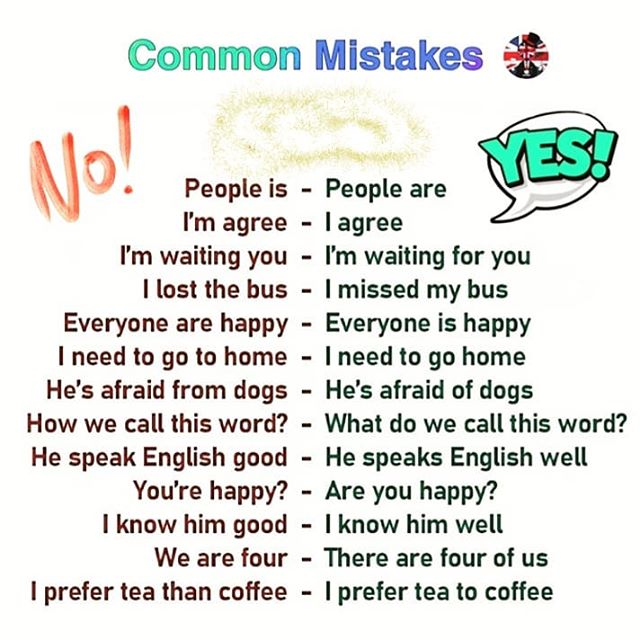 Common Mistakes
No!
YES!
People is - People are
I'm agree - I agree
I'm waiting you - I'm waiting for you
I lost the bus - I missed my bus
Everyone are happy - Everyone is happy
I need to go to home - I need to go home
He's afraid from dogs - He's afraid of dogs
How we call this word? - What do we call this word?
He speak English good - He speaks English well
You're happy? - Are you happy?
I know him good - I know him well
We are four - There are four of us
I prefer tea than coffee - I prefer tea to coffee